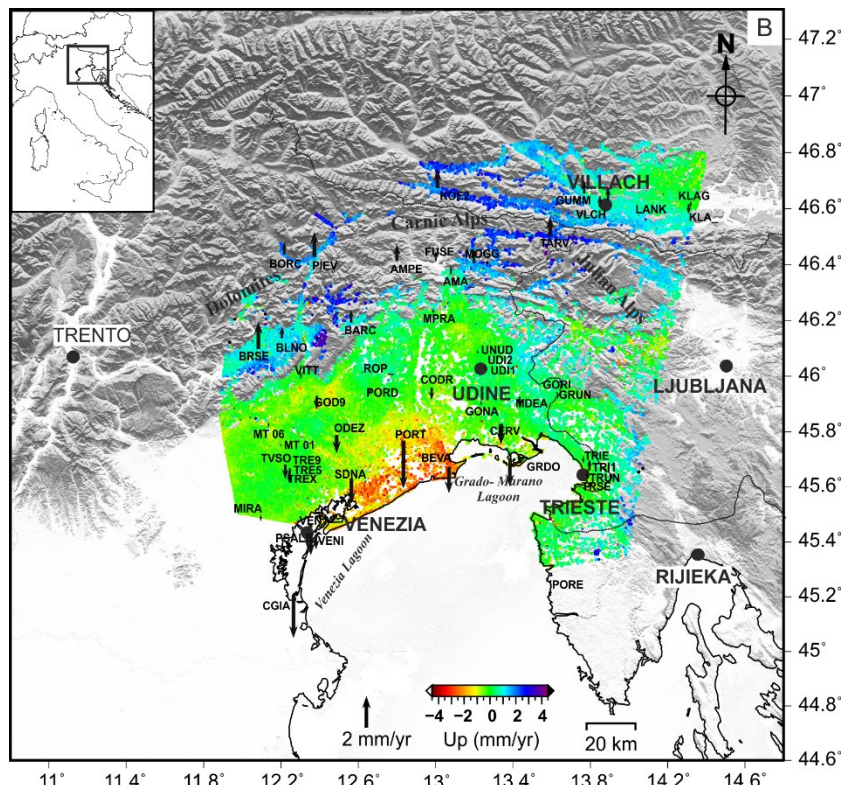 B
47.2°
N
47°
46.8°
VILLACH
KOE2
GUMM
KLAG
VLCH
LANK
46.6°
KLA
Carnic Alps
TARV
BORC
PIEV
FUSE
MOGG
46.4°
AMPE
AMA
Julian Alps
Dolomites
46.2°
BARC
MPRA
TRENTO
BRSE
BLNO
UNUD
UDI2
VITT
ROP_
UDI1
LJUBLJANA
46°
CODR
UDINE
GORI
PORD
GRUN
GOD9
GONA
MDEA
MT 06
ODEZ
PORT
CERV
45.8°
MT 01
TVSO
TRE9
BEVA
TRIE
TRE5
SDNA
GRDO
TRI1
TREX
Grado- Marano
TRUN
45.6°
Lagoon
TRSE
MIRA
TRIESTE
VENEZIA
PSAL
VENI
45.4°
Venezia Lagoon
RIJIEKA
PORE
45.2°
CGIA
45°
−4 −2 0 2 4
44.8°
2 mm/yr
Up (mm/yr)
20 km
44.6°
11° 11.4° 11.8° 12.2° 12.6° 13° 13.4° 13.8° 14.2° 14.6°